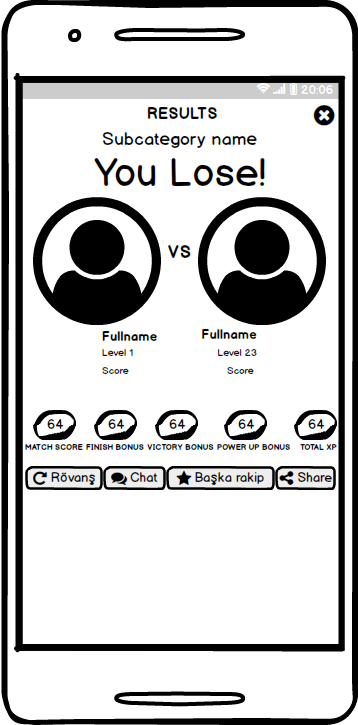 20:06
RESULTS
Subcategory name
You Lose!
VS
Fullname Fullname
Level 1 Level 23
Score Score
64 64 64 64 64
MATCH SCORE FINISH BONUS VICTORY BONUS POWER UP BONUS TOTAL XP
Rövanş Chat Başka rakip Share